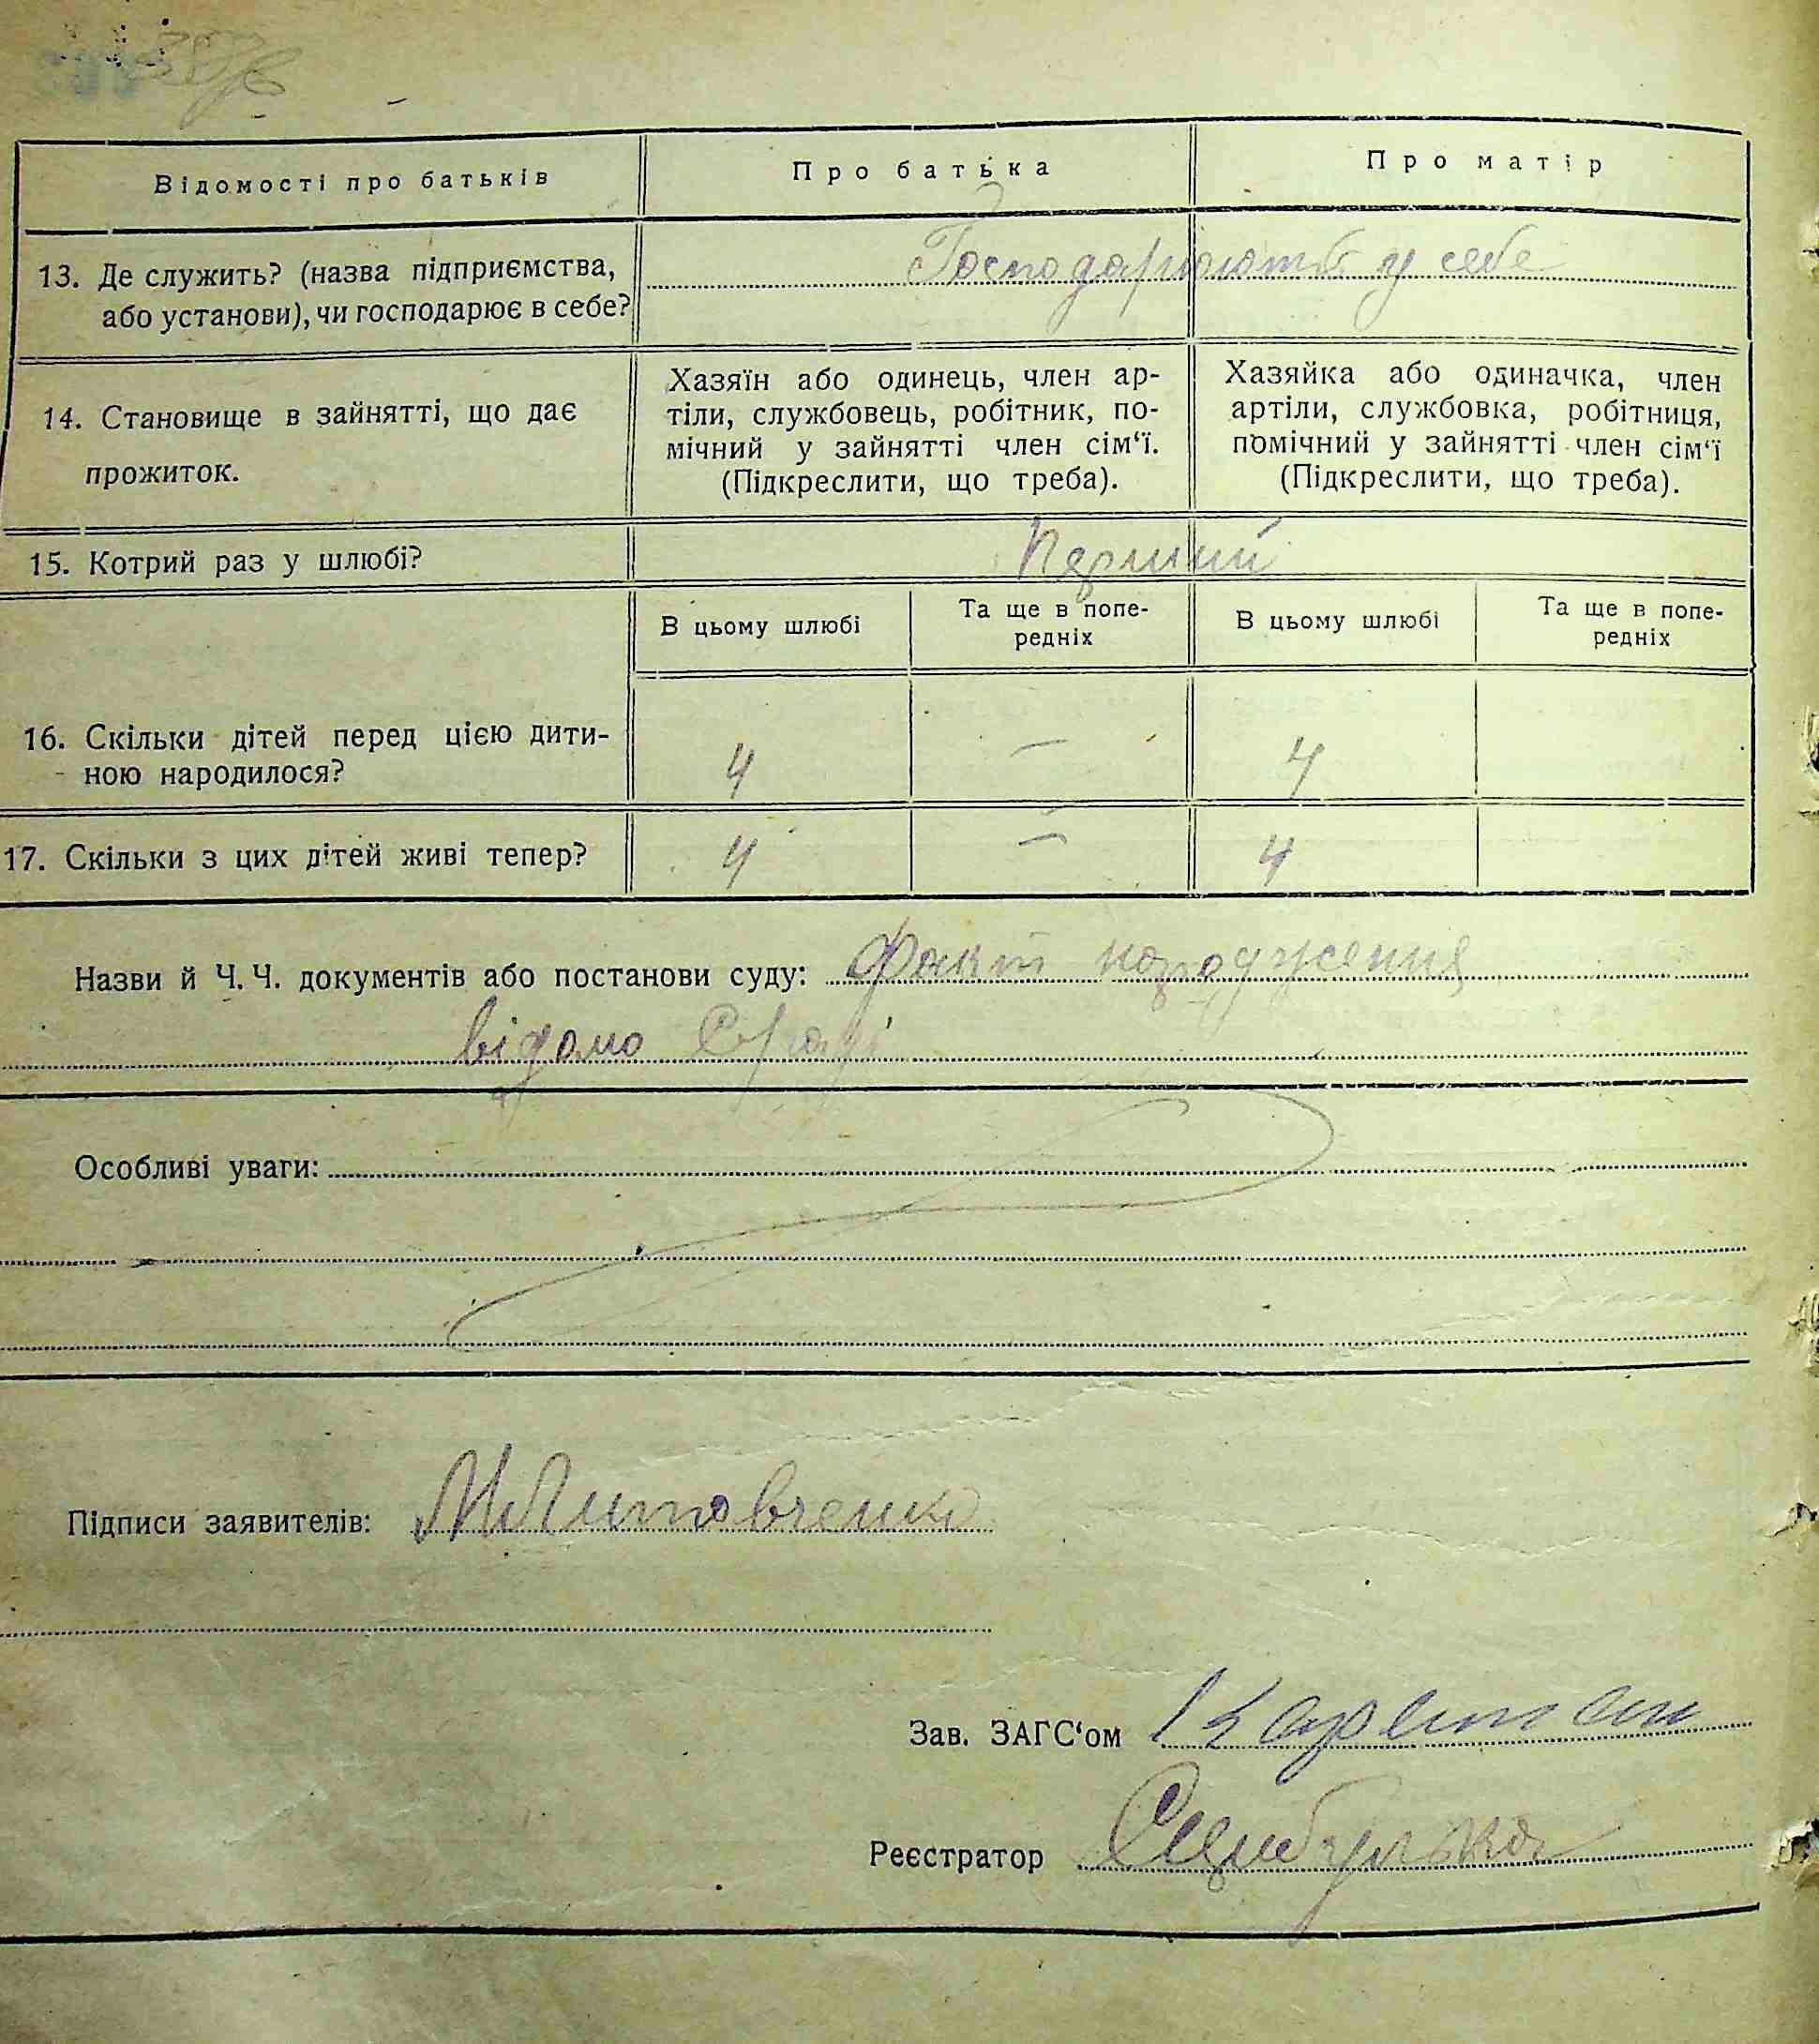 Відомості про батьків
Про батька
Про матір
13. Де служить? (назва підприємства,
або установи), чи господарює в себе?
Господарюють у себе
14. Становище в зайнятті, що дає
прожиток.
Хазяїн або одинець, член ар-
тіли, службовець, робітник, по-
мічний у зайнятті член сім‘ї.
(Підкреслити, що треба).
Хазяйка або одиначка, член
артіли, службовка, робітниця,
помічний у зайнятті член сім‘ї
(Підкреслити, що треба).
15. Котрий раз у шлюбі?
Перший
В цьому шлюбі
Та ще в попе-
редніх
В цьому шлюбі
Та ще в попе-
редніх
16. Скільки дітей перед цією дити-
ною народилося?
4 — 4
17. Скільки з цих дітей живі тепер?
4 — 4
Назви й Ч. Ч. документів або постанови суду: Факт народження
відомо С/раді
Особливі уваги:
Підписи заявителів: М Литовченко
Зав. ЗАГС‘ом
Реєстратор